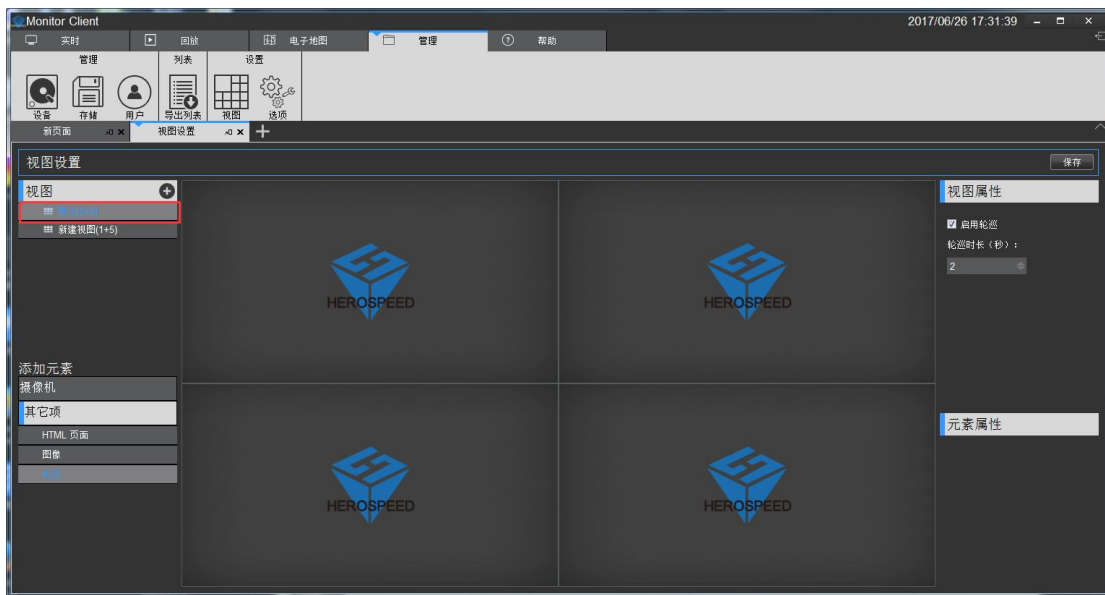 Monitor Client 2017/06/26 17:31:39
实时 回放 电子地图 管理 帮助
管理 列表 设置
设备 存储 用户 导出列表 视图 选项
新页面 视图设置
视图设置 保存
视图 视图属性
新建视图(1+5)
启用轮巡
轮巡时长(秒):
2
HEROSPEED HEROSPEED
添加元素
摄像机
其它项
元素属性
HTML 页面
图像
HEROSPEED HEROSPEED